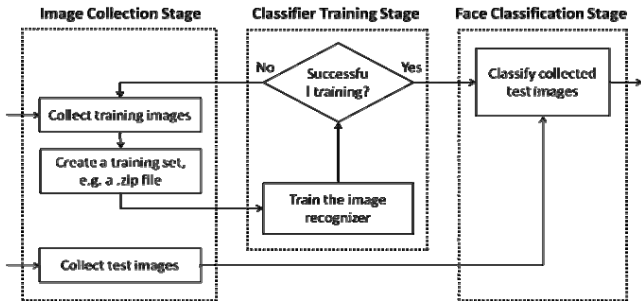 Image Collection Stage
Classifier Training Stage
Face Classification Stage
No
Yes
Successfu
l training?
Classify collected
test images
Collect training images
Create a training set,
e.g. a .zip file
Train the image
recognizer
Collect test images